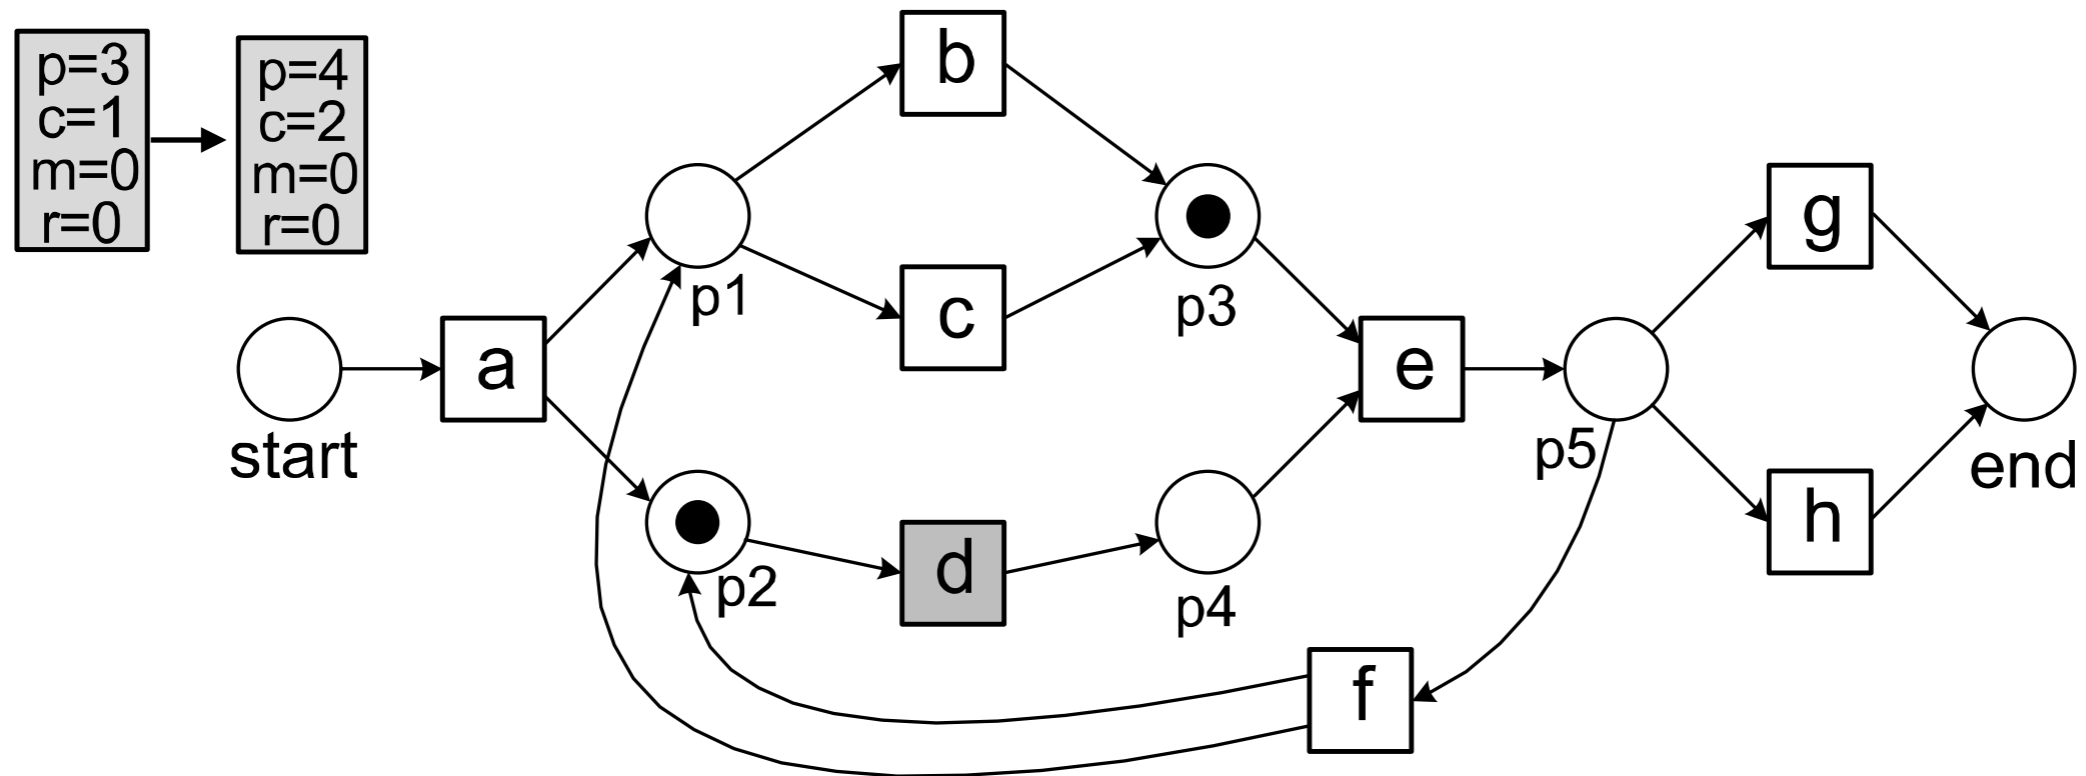 p=3
c=1
m=0
r=0
p=4
c=2
m=0
r=0
b
p1
c
p3
g
start
a
e
p5
end
p2
d
p4
h
f